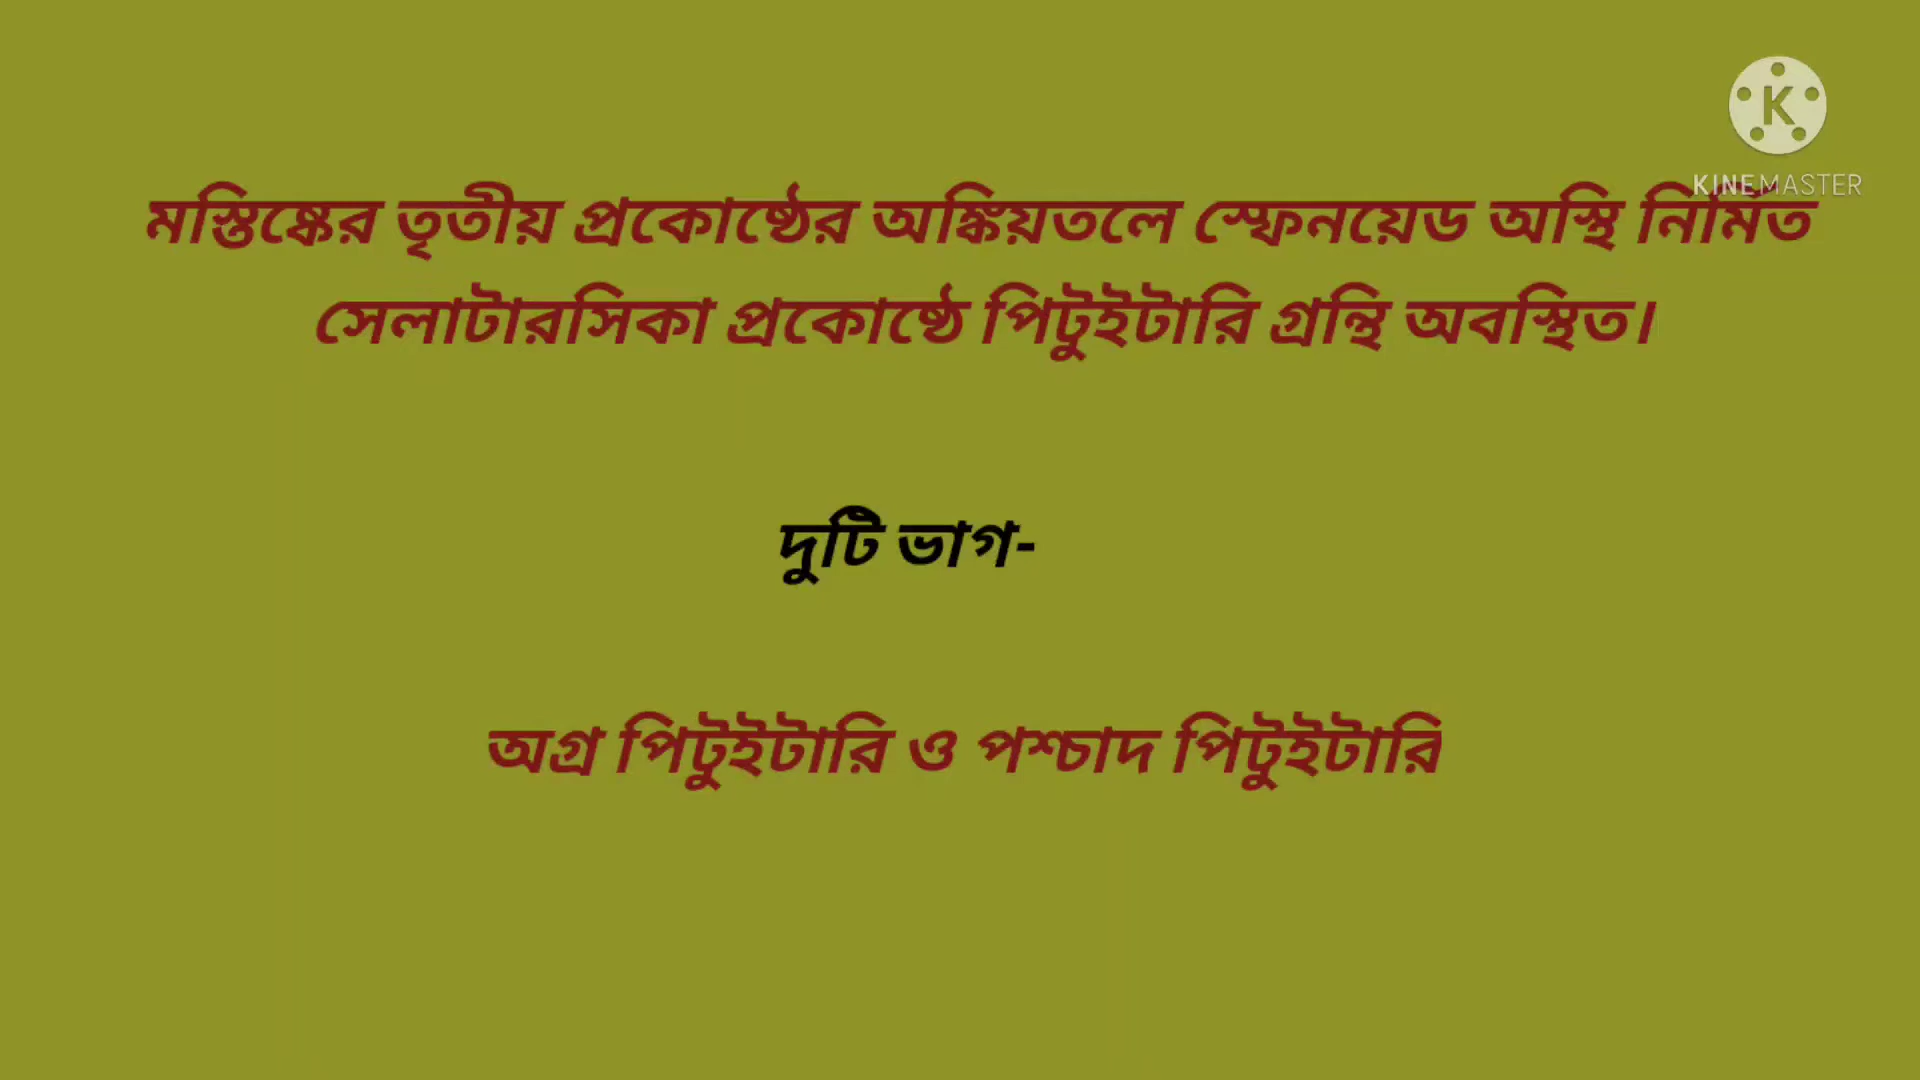 KINEMASTER
মস্তিষ্কের তৃতীয় প্রকোষ্ঠের অঙ্কিয়তলে স্ফেনয়েড অস্থি নির্মিত
সেলাটারসিকা প্রকোষ্ঠে পিটুইটারি গ্রন্থি অবস্থিত।
দুটি ভাগ-
অগ্র পিটুইটারি ও পশ্চাদ পিটুইটারি